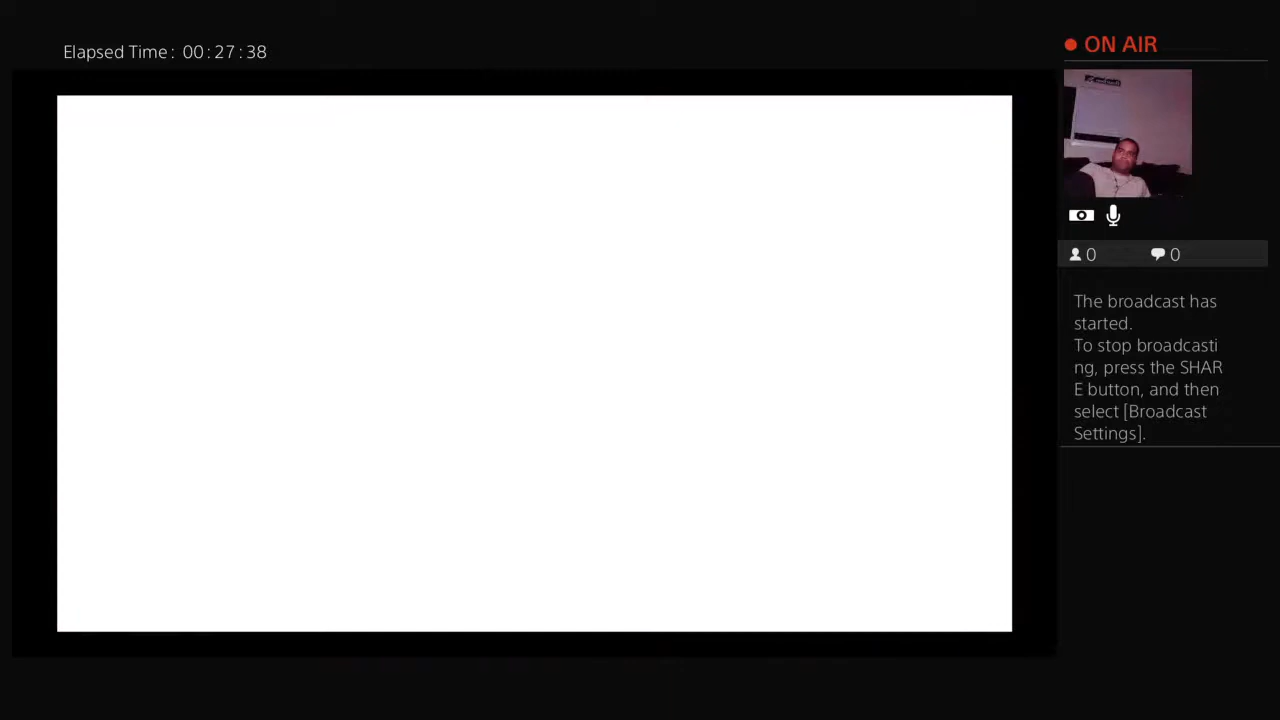 Elapsed Time: 00:27:38
ON AIR
0 0
The broadcast has
started.
To stop broadcasti
ng, press the SHAR
E button, and then
select [Broadcast
Settings].